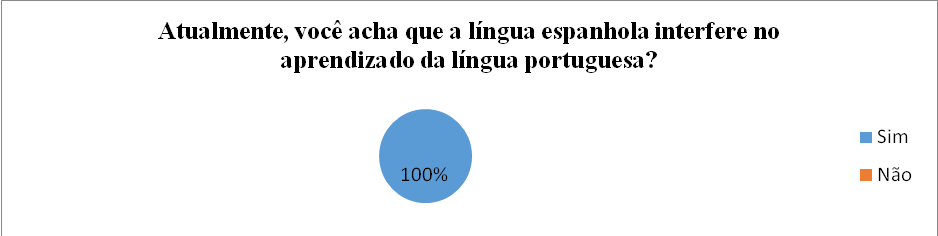 Atualmente, você acha que a língua espanhola interfere no
aprendizado da língua portuguesa?
100%
Sim
Não